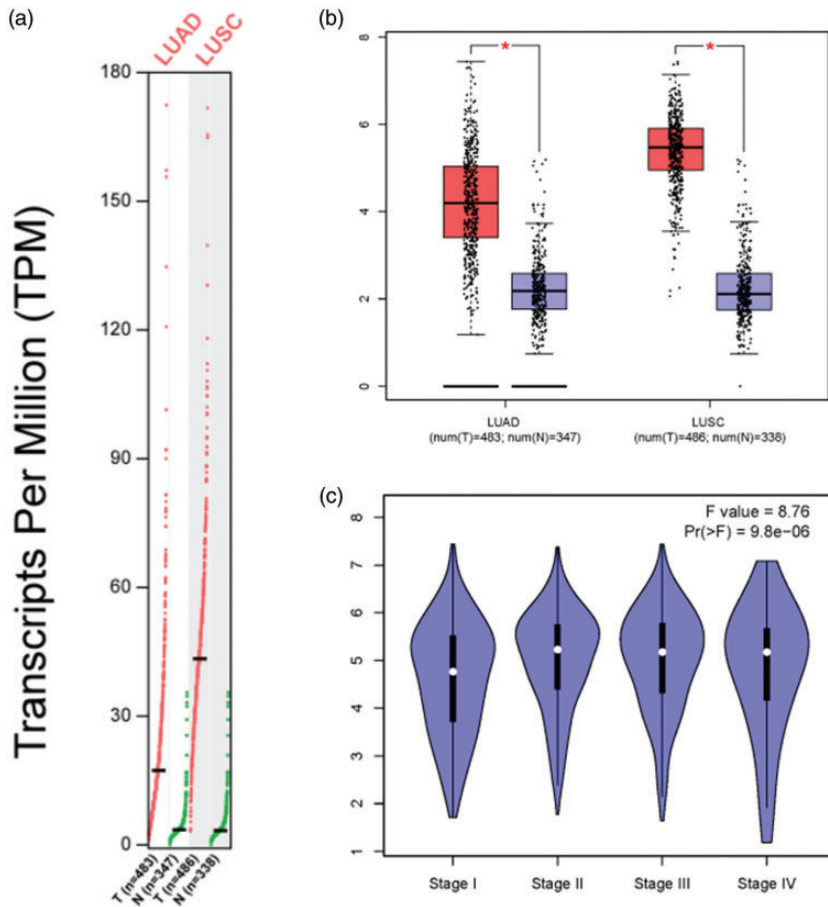 (a)
LUAD
LUSC
Transcripts Per Million (TPM)
180
150
120
90
60
30
0
T (n=483)
N (n=347)
T (n=486)
N (n=338)
(b)
8
6
4
2
0
*
*
LUAD
(num(T)=483; num(N)=347)
LUSC
(num(T)=486; num(N)=338)
(c)
F value = 8.76
Pr(>F) = 9.8e−06
8
7
6
5
4
3
2
1
Stage I
Stage II
Stage III
Stage IV